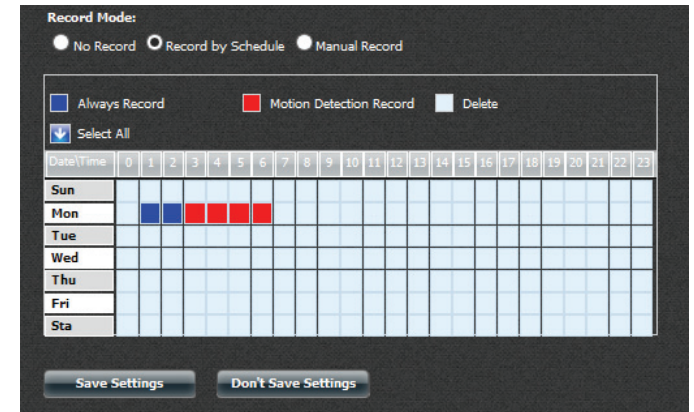 Record Mode:
No Record Record by Schedule Manual Record
Always Record Motion Detection Record Delete
Select All
Date\Time 0 1 2 3 4 5 6 7 8 9 10 11 12 13 14 15 16 17 18 19 20 21 22 23
Sun
Mon
Tue
Wed
Thu
Fri
Sta
Save Settings Don't Save Settings